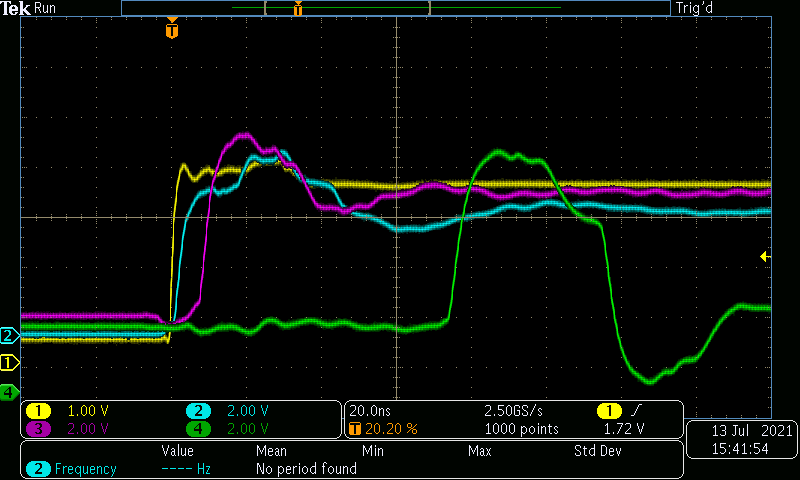 Tek Run Trig'd
T
T
2
1
4
1 1.00 V 2 2.00 V
3 2.00 V 4 2.00 V
20.0ns 2.50GS/s 1
T 20.20 % 1000 points 1.72 V
13 Jul 2021
15:41:54
Value Mean Min Max Std Dev
2 Frequency ---- Hz No period found